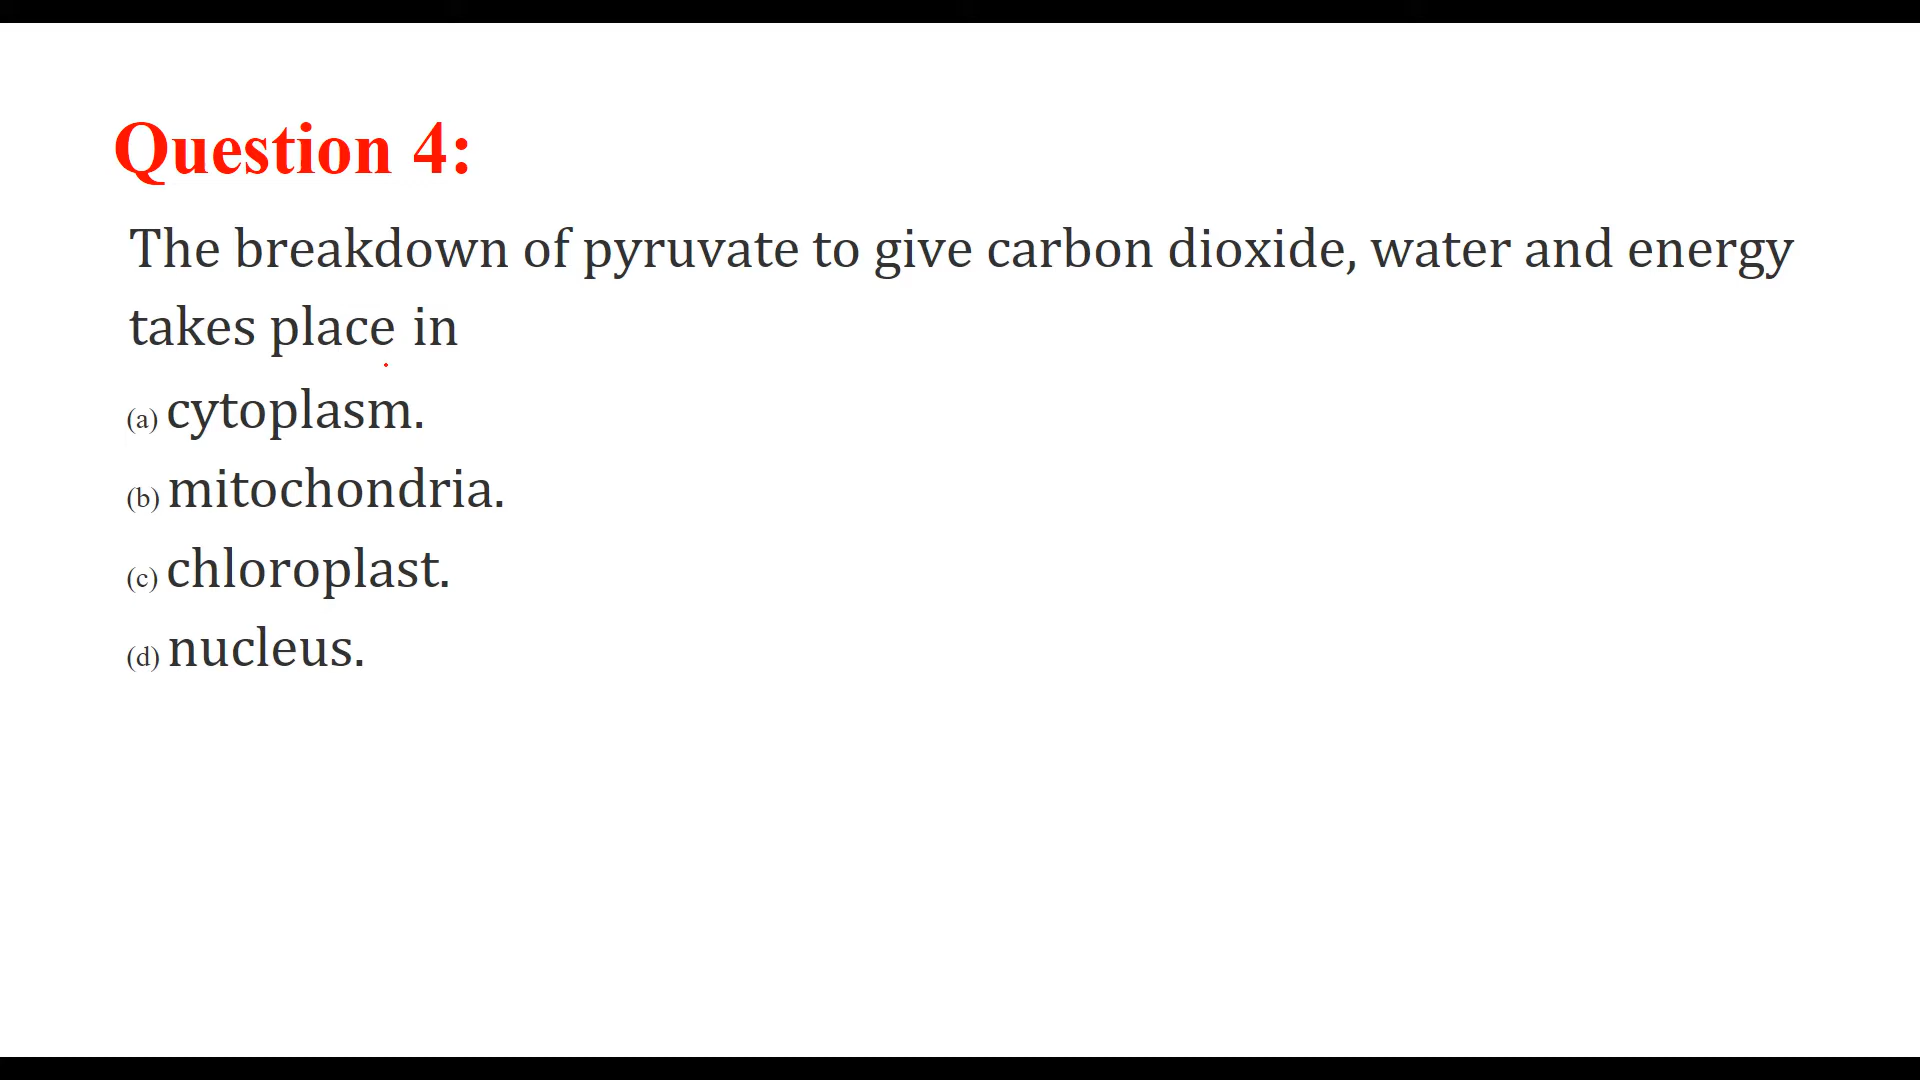 Question 4:
The breakdown of pyruvate to give carbon dioxide, water and energy
takes place in
(a) cytoplasm.
(b) mitochondria.
(c) chloroplast.
(d) nucleus.